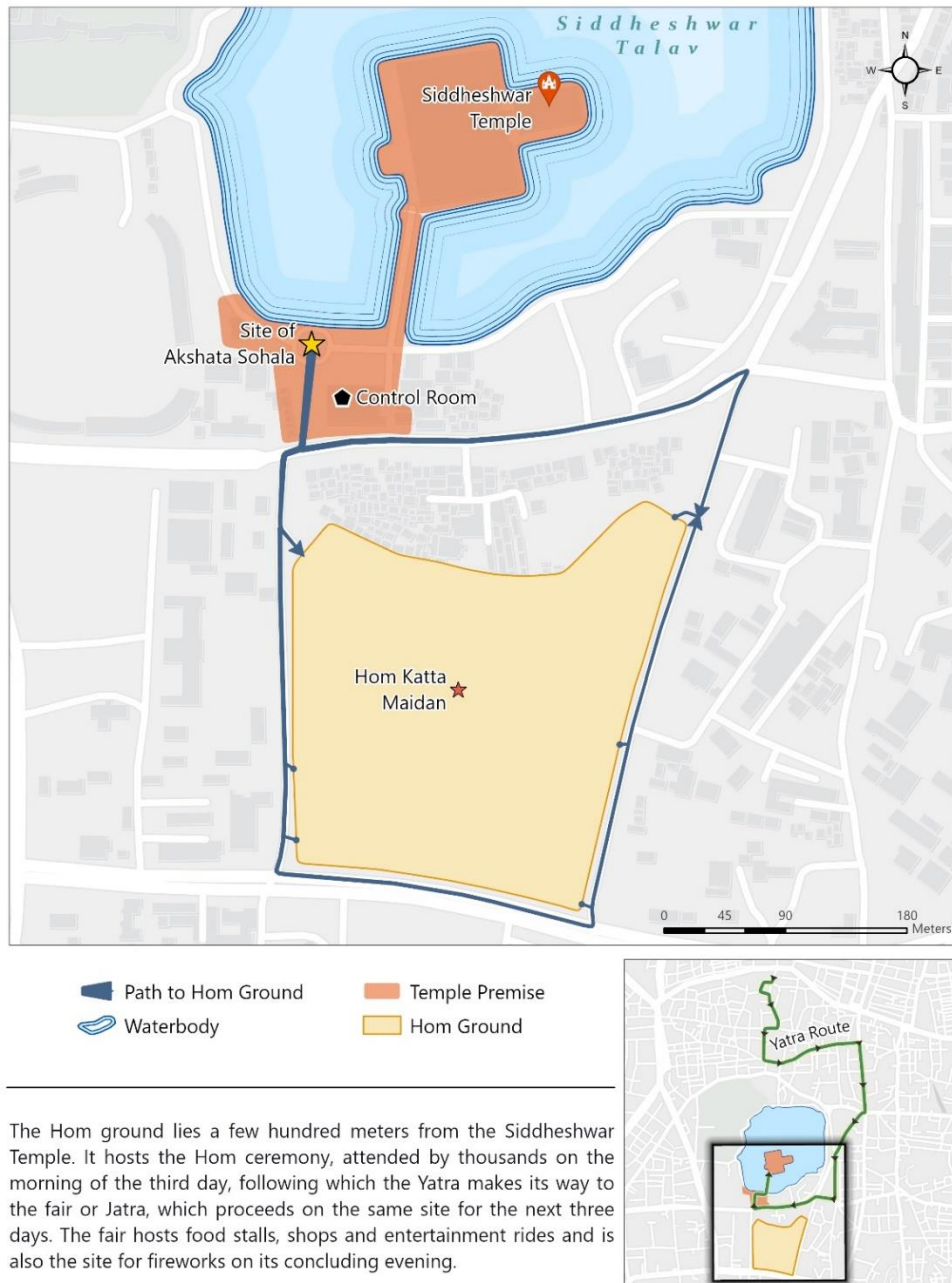 Siddheshwar
Talav
N
W E
S
Siddheshwar
Temple
Site of
Akshata Sohala
Control Room
Hom Katta
Maidan
0 45 90 180
Meters
Path to Hom Ground
Temple Premise
Waterbody
Hom Ground
Yatra Route
The Hom ground lies a few hundred meters from the Siddheshwar
Temple. It hosts the Hom ceremony, attended by thousands on the
morning of the third day, following which the Yatra makes its way to
the fair or Jatra, which proceeds on the same site for the next three
days. The fair hosts food stalls, shops and entertainment rides and is
also the site for fireworks on its concluding evening.